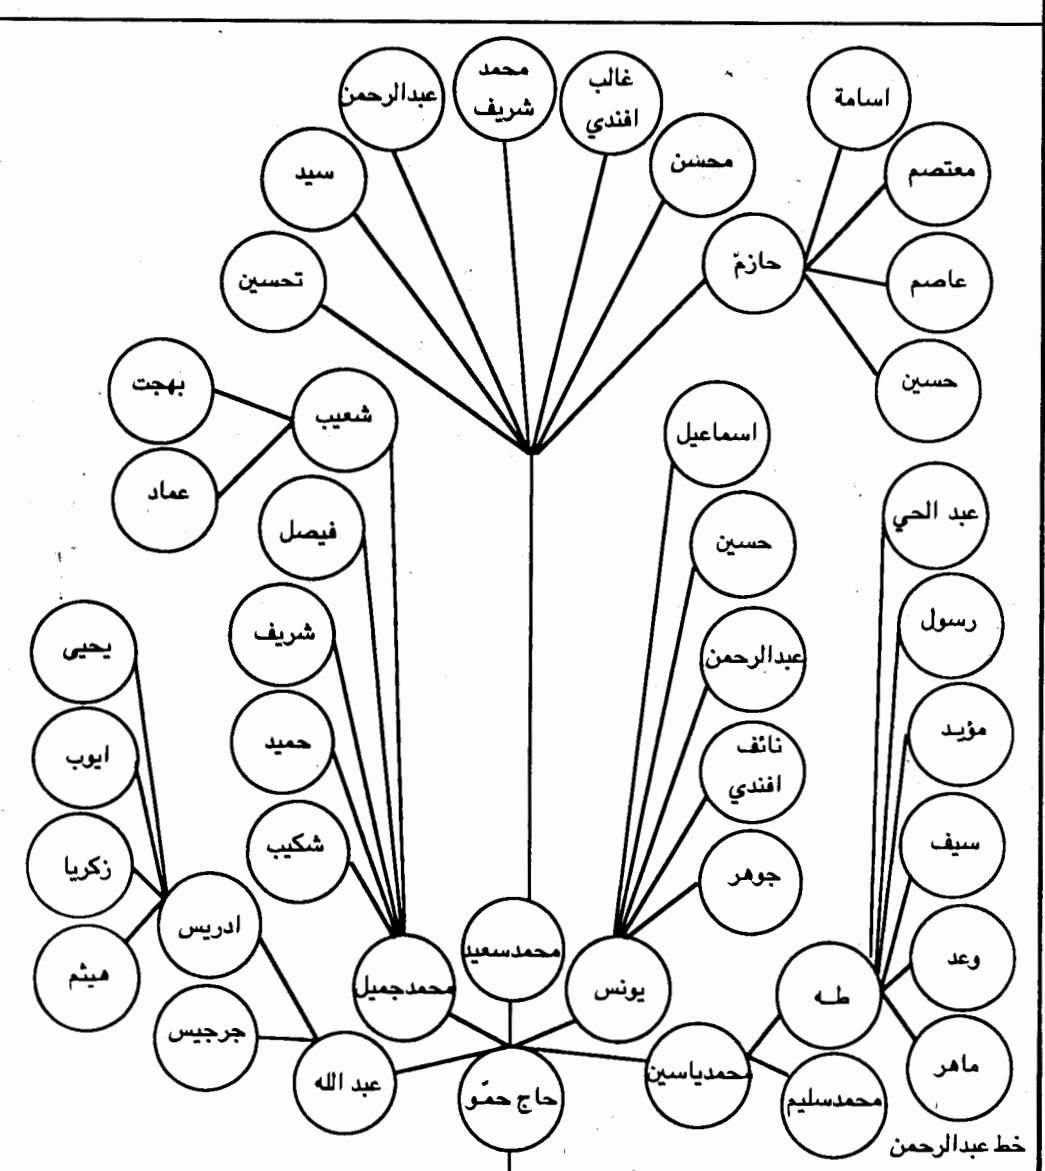 محمد
شريف
غالب
افندي
عبدالرحمن
اسامة
محسن
معتصم
سيد
حازم
عاصم
تحسين
حسين
بهجت
شعيب
اسماعيل
عماد
عبد الحي
فيصل
حسين
رسول
شريف
يحيى
عبدالرحمن
مؤيد
حميد
ايوب
نائف
افندي
سيف
شكيب
زكريا
جوهر
ادريس
وعد
هيثم
محمدسعيد
محمدجميل
يونس
طـه
جرجيس
ماهر
عبد الله
محمدياسين
حاج حمّو
محمدسليم
خط عبدالرحمن